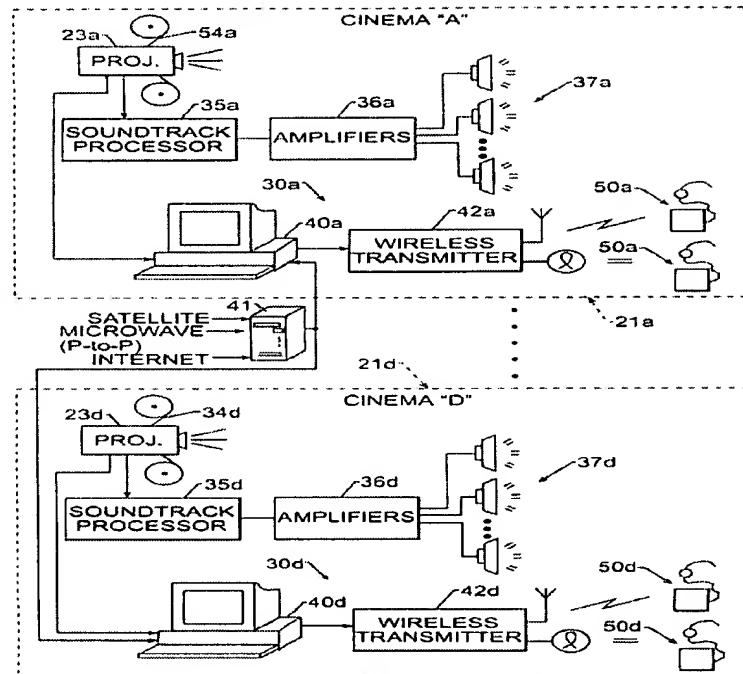 CINEMA "A"
23a
54a
PROJ.
35a
36a
37a
SOUNDTRACK
PROCESSOR
AMPLIFIERS
30a
40a
42a
50a
WIRELESS
TRANSMITTER
50a
21a
41
SATELLITE
MICROWAVE
(P-to-P)
INTERNET
21d
CINEMA "D"
23d
34d
PROJ.
35d
36d
37d
SOUNDTRACK
PROCESSOR
AMPLIFIERS
30d
40d
42d
50d
WIRELESS
TRANSMITTER
50d